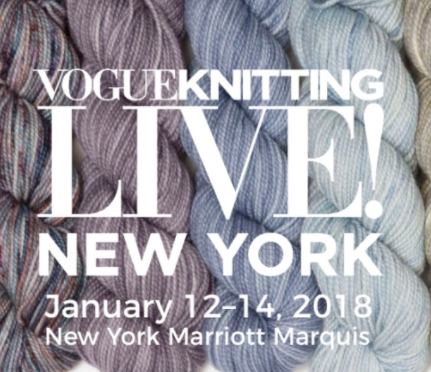 VOGUEKNITTING
LIVE!
NEW YORK
January 12–14, 2018
New York Marriott Marquis